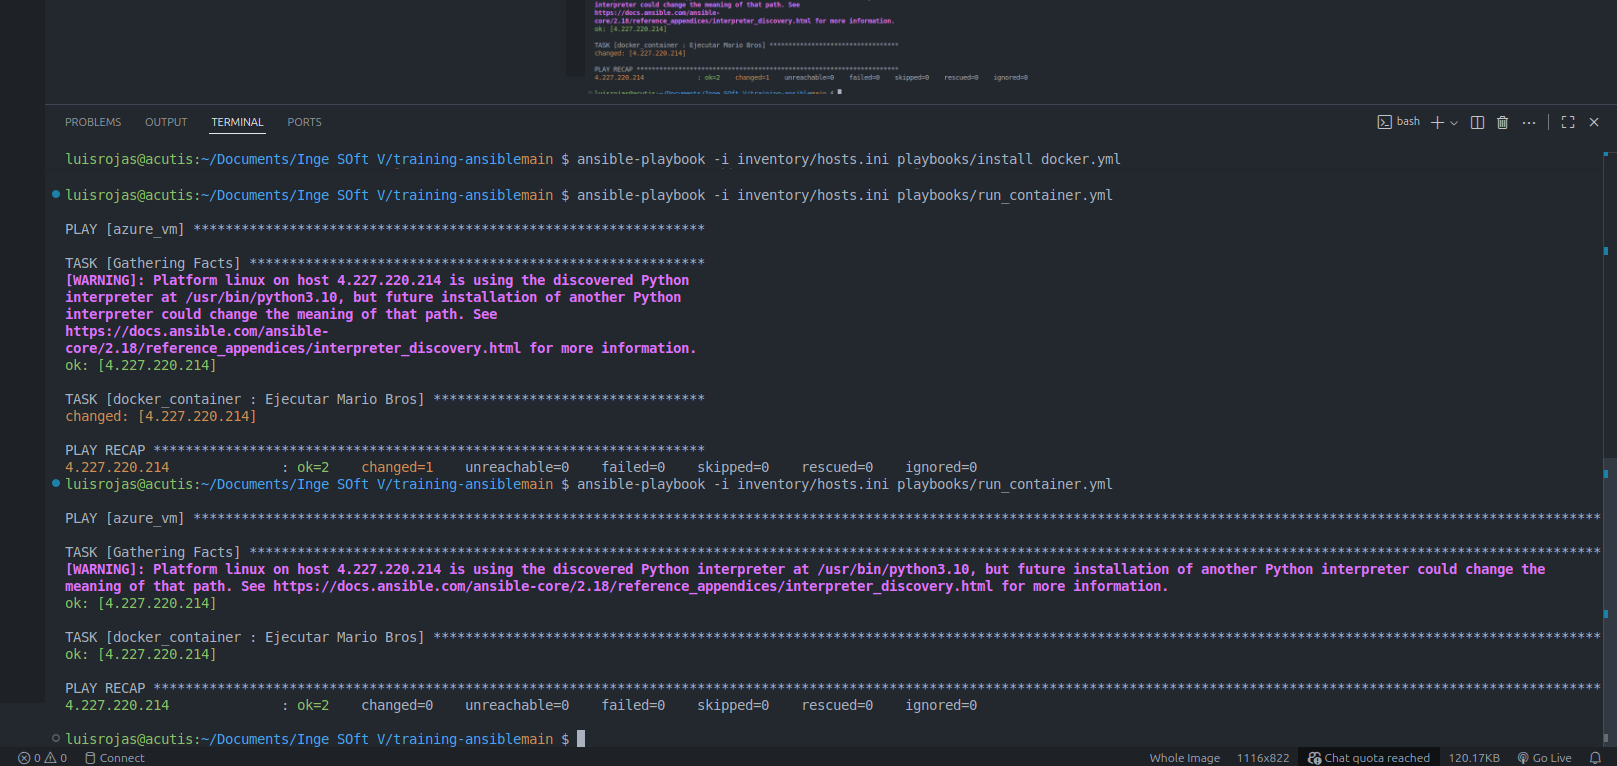 interpreter could change the meaning of that path. See
https://docs.ansible.com/ansible-
core/2.18/reference_appendices/interpreter_discovery.html for more information.
ok: [4.227.220.214]
TASK [docker_container : Ejecutar Mario Bros] *********************************
changed: [4.227.220.214]
PLAY RECAP ********************************************************************
4.227.220.214 : ok=2 changed=1 unreachable=0 failed=0 skipped=0 rescued=0 ignored=0
luisrojas@acutis:~/Documents/Inge SOft V/training-ansiblemain $
PROBLEMS OUTPUT TERMINAL PORTS bash
luisrojas@acutis:~/Documents/Inge SOft V/training-ansiblemain $ ansible-playbook -i inventory/hosts.ini playbooks/install docker.yml
luisrojas@acutis:~/Documents/Inge SOft V/training-ansiblemain $ ansible-playbook -i inventory/hosts.ini playbooks/run_container.yml
PLAY [azure_vm] ****************************************************************
TASK [Gathering Facts] *********************************************************
[WARNING]: Platform linux on host 4.227.220.214 is using the discovered Python
interpreter at /usr/bin/python3.10, but future installation of another Python
interpreter could change the meaning of that path. See
https://docs.ansible.com/ansible-
core/2.18/reference_appendices/interpreter_discovery.html for more information.
ok: [4.227.220.214]
TASK [docker_container : Ejecutar Mario Bros] **********************************
changed: [4.227.220.214]
PLAY RECAP *********************************************************************
4.227.220.214 : ok=2 changed=1 unreachable=0 failed=0 skipped=0 rescued=0 ignored=0
luisrojas@acutis:~/Documents/Inge SOft V/training-ansiblemain $ ansible-playbook -i inventory/hosts.ini playbooks/run_container.yml
PLAY [azure_vm] ********************************************************************************************************************************************************************************
TASK [Gathering Facts] *************************************************************************************************************************************************************************
[WARNING]: Platform linux on host 4.227.220.214 is using the discovered Python interpreter at /usr/bin/python3.10, but future installation of another Python interpreter could change the
meaning of that path. See https://docs.ansible.com/ansible-core/2.18/reference_appendices/interpreter_discovery.html for more information.
ok: [4.227.220.214]
TASK [docker_container : Ejecutar Mario Bros] **************************************************************************************************************************************************
ok: [4.227.220.214]
PLAY RECAP *************************************************************************************************************************************************************************************
4.227.220.214 : ok=2 changed=0 unreachable=0 failed=0 skipped=0 rescued=0 ignored=0
luisrojas@acutis:~/Documents/Inge SOft V/training-ansiblemain $
0 0 Connect Whole Image 1116x822 Chat quota reached 120.17KB Go Live